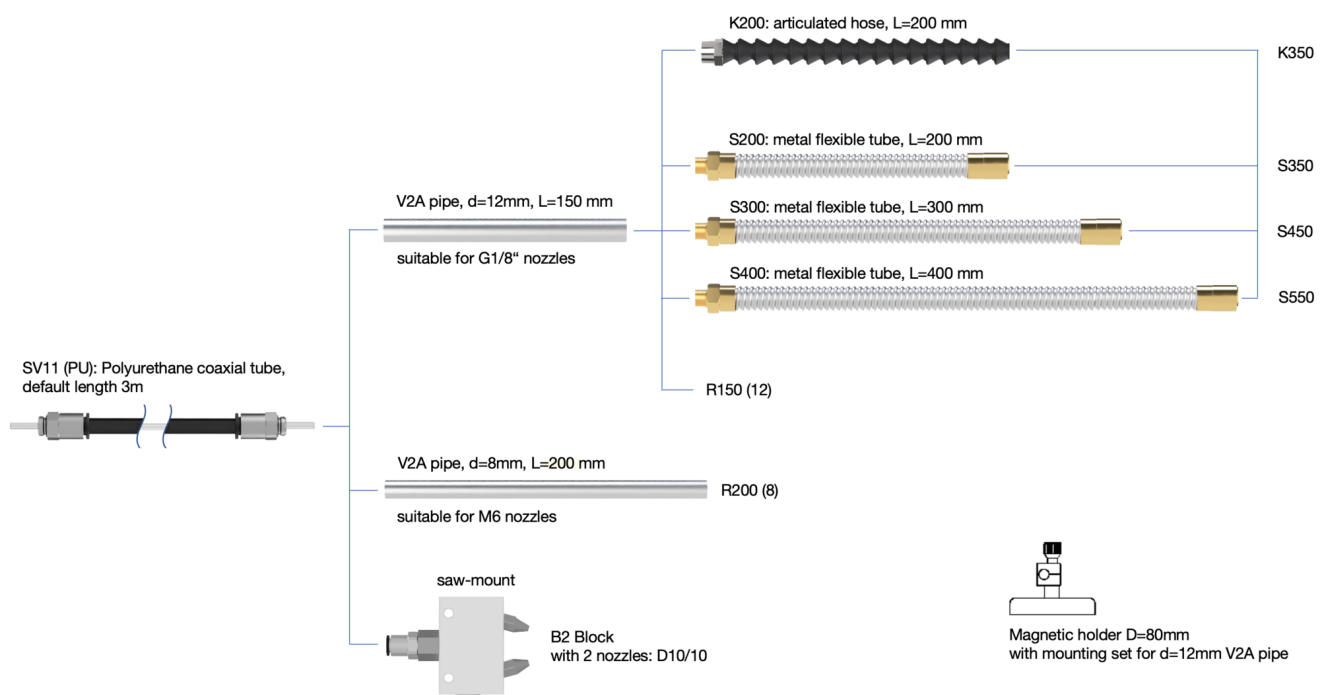 K200: articulated hose, L=200 mm
K350
S200: metal flexible tube, L=200 mm
S350
V2A pipe, d=12mm, L=150 mm
S300: metal flexible tube, L=300 mm
S450
suitable for G1/8“ nozzles
S400: metal flexible tube, L=400 mm
S550
SV11 (PU): Polyurethane coaxial tube,
default length 3m
R150 (12)
V2A pipe, d=8mm, L=200 mm
R200 (8)
suitable for M6 nozzles
saw-mount
B2 Block
with 2 nozzles: D10/10
Magnetic holder D=80mm
with mounting set for d=12mm V2A pipe